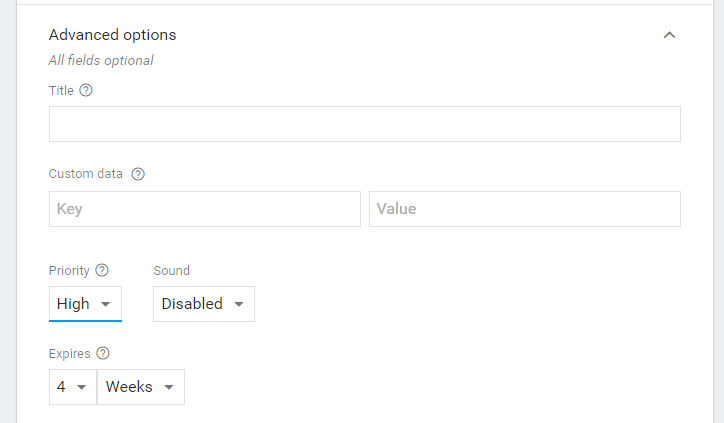 Advanced options
All fields optional
Title
Custom data
Key Value
Priority Sound
High Disabled
Expires
4 Weeks